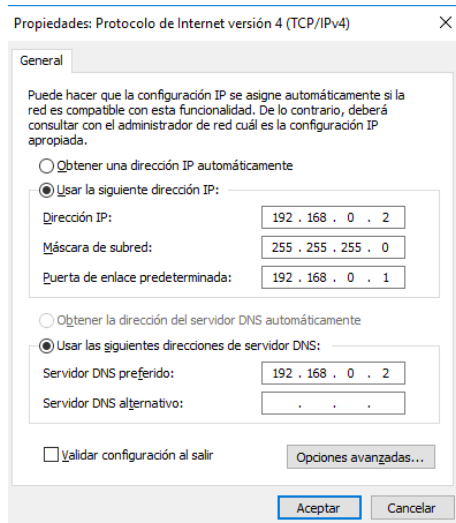 Propiedades: Protocolo de Internet versión 4 (TCP/IPv4)
General
Puede hacer que la configuración IP se asigne automáticamente si la
red es compatible con esta funcionalidad. De lo contrario, deberá
consultar con el administrador de red cuál es la configuración IP
apropiada.
Obtener una dirección IP automáticamente
Usar la siguiente dirección IP:
Dirección IP: 192 . 168 . 0 . 2
Máscara de subred: 255 . 255 . 255 . 0
Puerta de enlace predeterminada: 192 . 168 . 0 . 1
Obtener la dirección del servidor DNS automáticamente
Usar las siguientes direcciones de servidor DNS:
Servidor DNS preferido: 192 . 168 . 0 . 2
Servidor DNS alternativo: . . .
Validar configuración al salir Opciones avanzadas...
Aceptar Cancelar